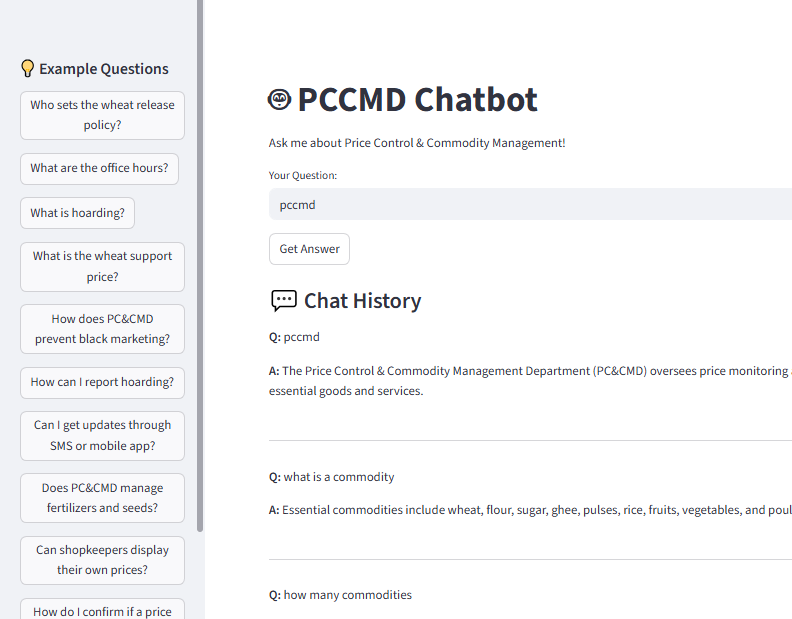 Example Questions
Who sets the wheat release
policy?
What are the office hours?
What is hoarding?
What is the wheat support
price?
How does PC&CMD
prevent black marketing?
How can I report hoarding?
Can I get updates through
SMS or mobile app?
Does PC&CMD manage
fertilizers and seeds?
Can shopkeepers display
their own prices?
How do I confirm if a price
PCCMD Chatbot
Ask me about Price Control & Commodity Management!
Your Question:
pccmd
Get Answer
Chat History
Q: pccmd
A: The Price Control & Commodity Management Department (PC&CMD) oversees price monitoring
essential goods and services.
Q: what is a commodity
A: Essential commodities include wheat, flour, sugar, ghee, pulses, rice, fruits, vegetables, and
Q: how many commodities